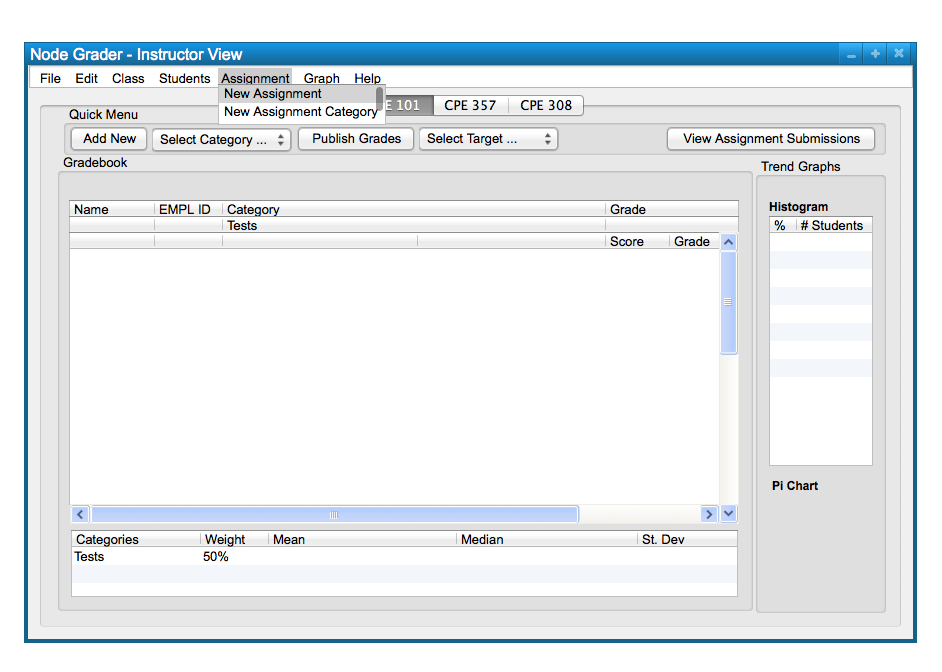 Node Grader - Instructor View
File Edit Class Students Assignment Graph Help
New Assignment
New Assignment Category
E 101 CPE 357 CPE 308
Quick Menu
Add New Select Category ... Publish Grades Select Target ... View Assignment Submissions
Gradebook
Trend Graphs
Name EMPL ID Category Grade
Tests
Score Grade
Histogram
% # Students
Pi Chart
Categories Weight Mean Median St. Dev
Tests 50%